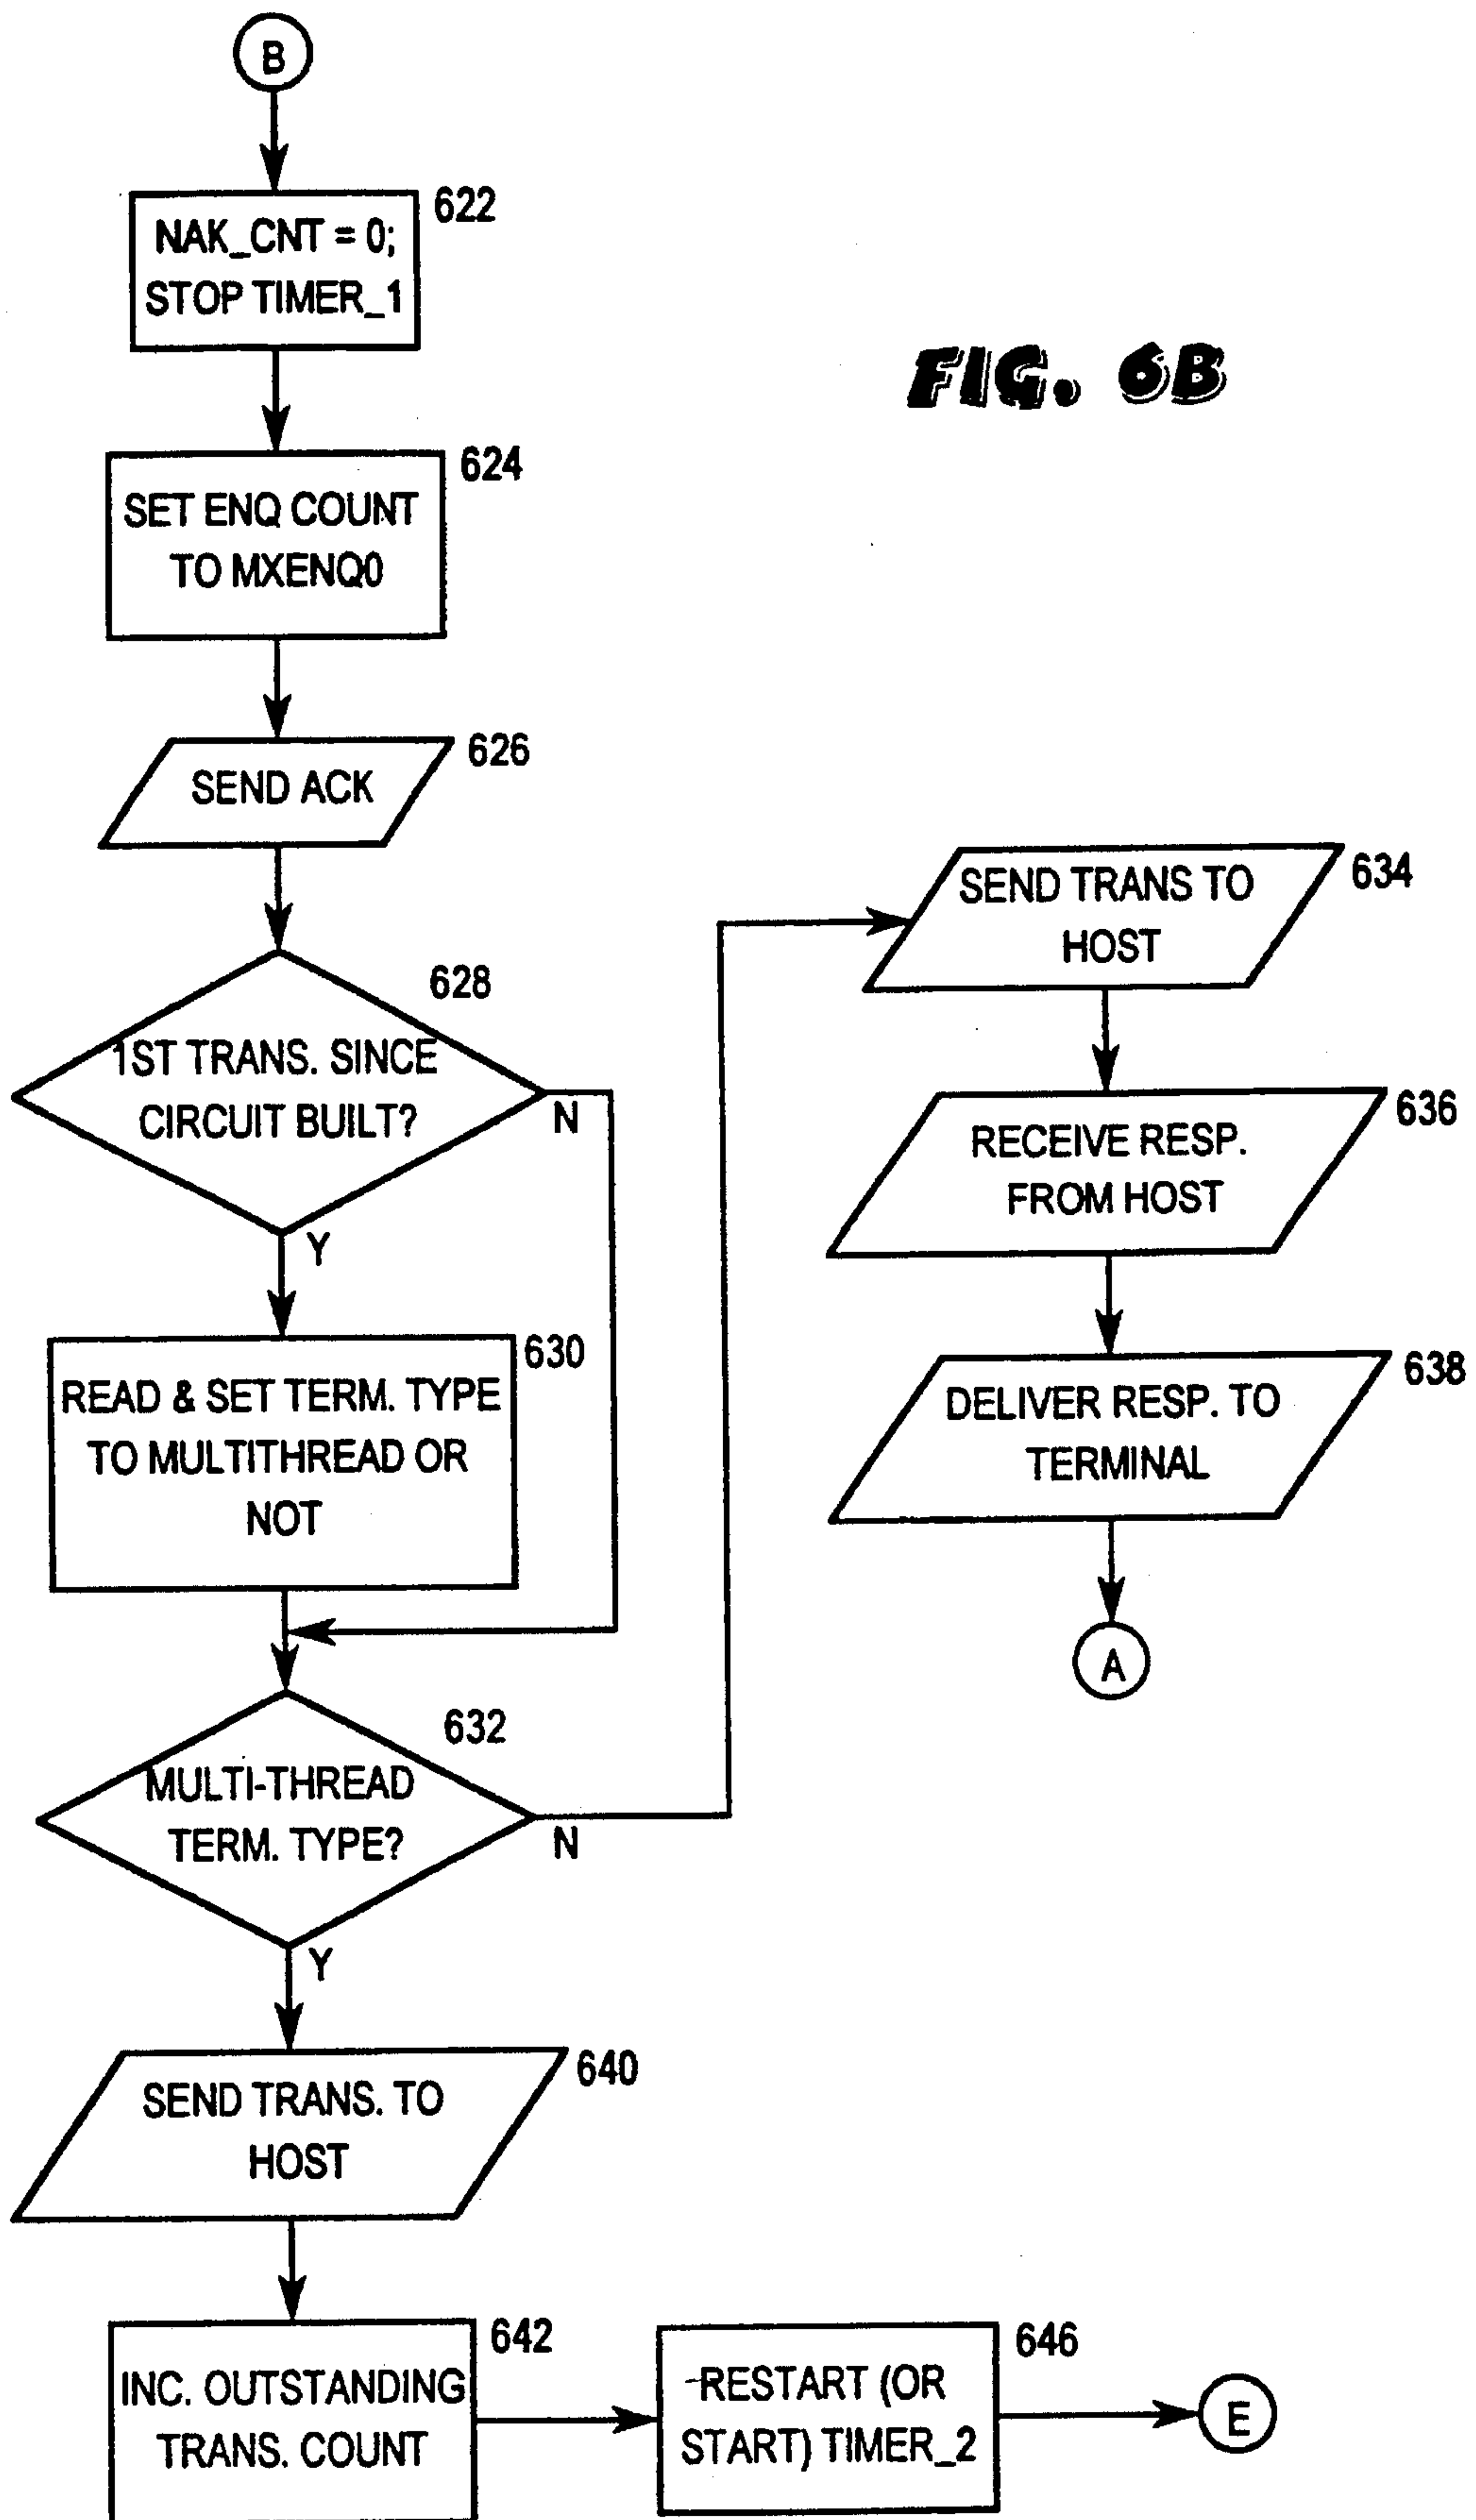 B
NAK_CNT = 0;
STOP TIMER_1
622
FIG. 6B
SET ENQ COUNT
TO MXENQ0
624
SEND ACK
626
1ST TRANS. SINCE
CIRCUIT BUILT?
628
N
Y
READ & SET TERM. TYPE
TO MULTITHREAD OR
NOT
630
MULTI-THREAD
TERM. TYPE?
632
N
Y
SEND TRANS TO
HOST
634
RECEIVE RESP.
FROM HOST
636
DELIVER RESP. TO
TERMINAL
638
A
SEND TRANS. TO
HOST
640
INC. OUTSTANDING
TRANS. COUNT
642
RESTART (OR
START) TIMER_2
646
E